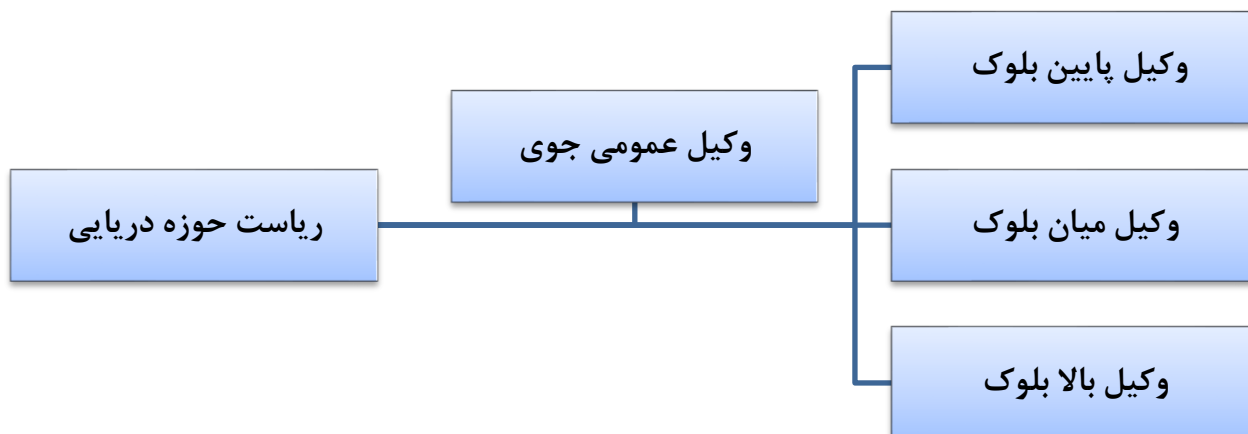 وکیل پایین بلوک
وکیل عمومی جوی
وکیل میان بلوک
ریاست حوزه دریایی
وکیل بالا بلوک